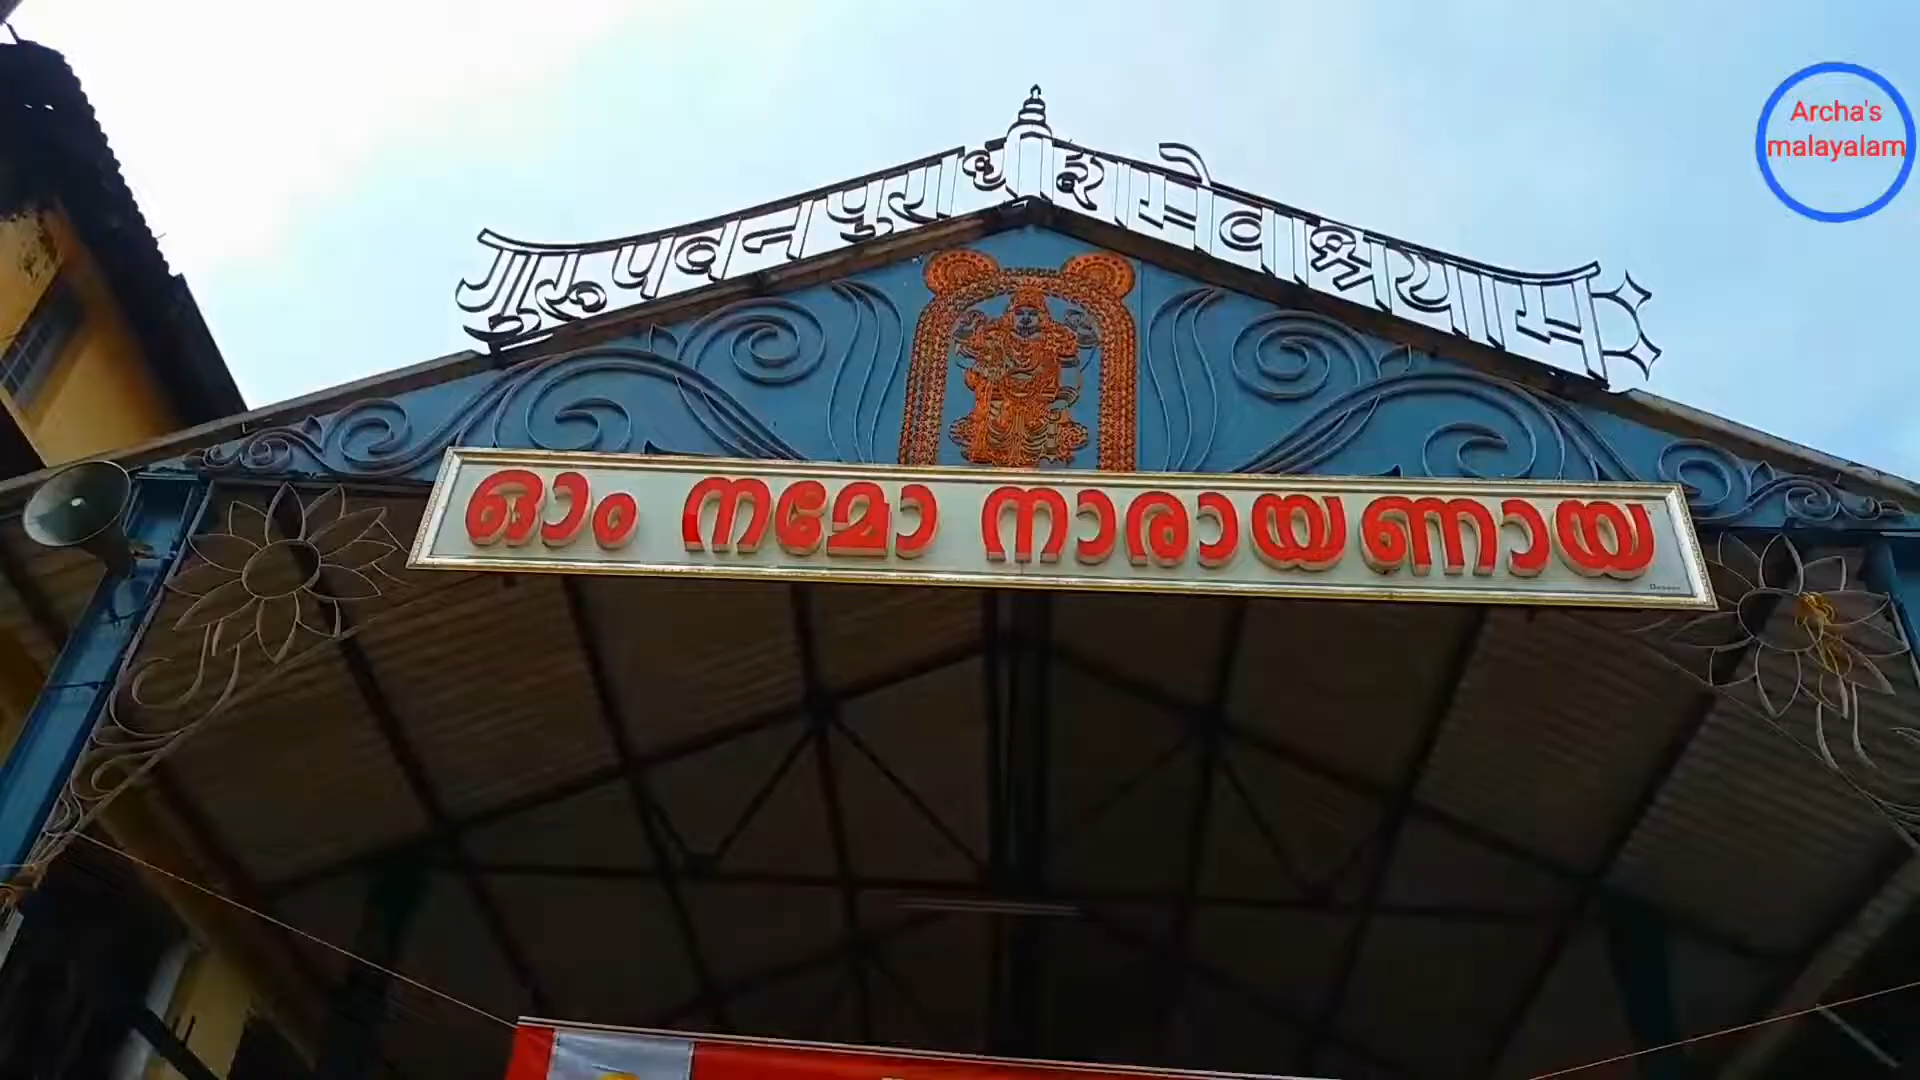 गुरुपवनपुराधीशमेवाश्रयामः
ഓം നമോ നാരായണായ
Archa's
malayalam